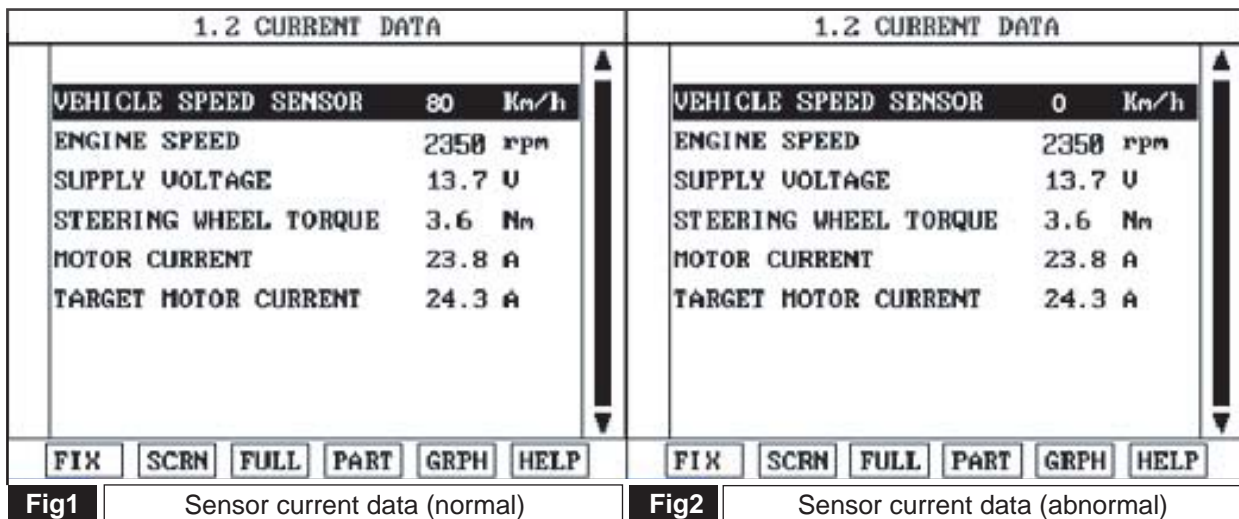 1.2 CURRENT DATA
VEHICLE SPEED SENSOR 80 Km/h
ENGINE SPEED 2350 rpm
SUPPLY VOLTAGE 13.7 V
STEERING WHEEL TORQUE 3.6 Nm
MOTOR CURRENT 23.8 A
TARGET MOTOR CURRENT 24.3 A
FIX SCRN FULL PART GRPH HELP
Fig1 Sensor current data (normal)
1.2 CURRENT DATA
VEHICLE SPEED SENSOR 0 Km/h
ENGINE SPEED 2350 rpm
SUPPLY VOLTAGE 13.7 V
STEERING WHEEL TORQUE 3.6 Nm
MOTOR CURRENT 23.8 A
TARGET MOTOR CURRENT 24.3 A
FIX SCRN FULL PART GRPH HELP
Fig2 Sensor current data (abnormal)